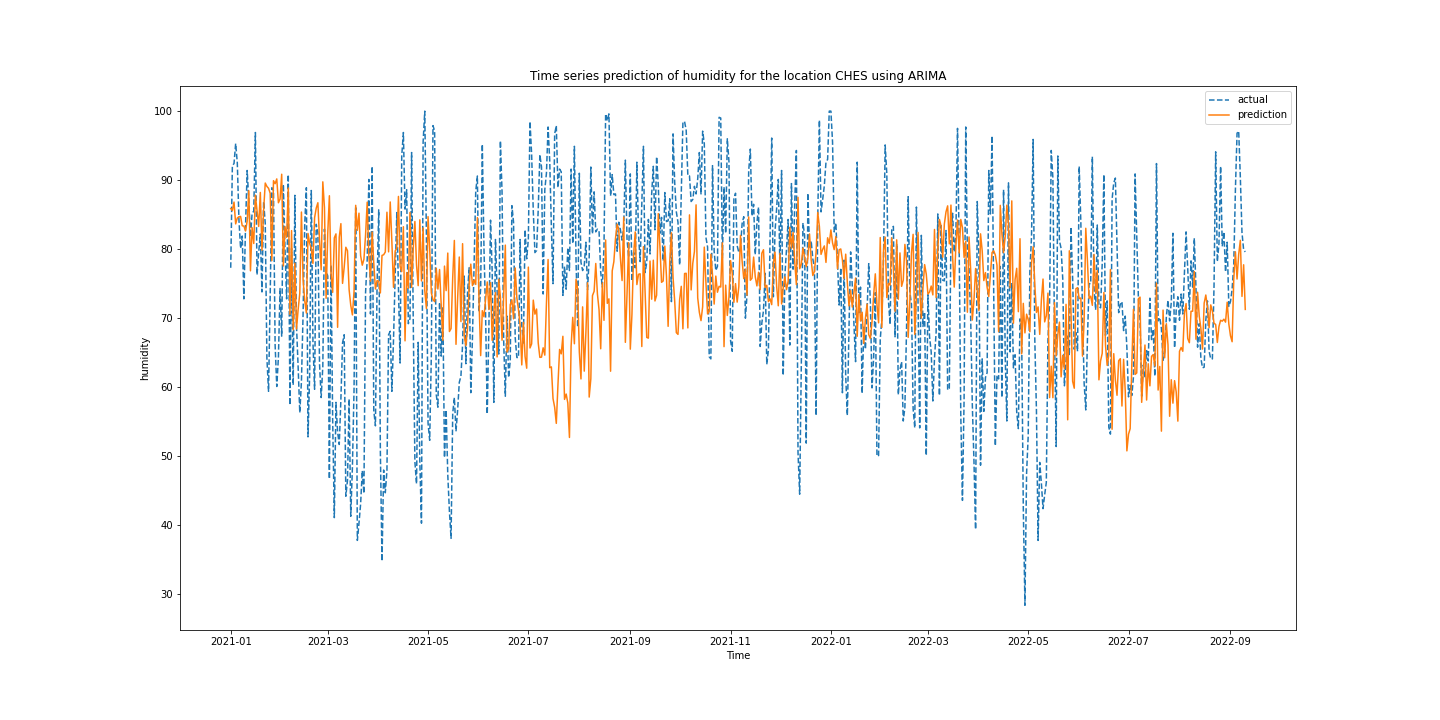 Time series prediction of humidity for the location CHES using ARIMA
actual
prediction
100
90
80
70
60
50
40
30
humidity
2021-01 2021-03 2021-05 2021-07 2021-09 2021-11 2022-01 2022-03 2022-05 2022-07 2022-09
Time